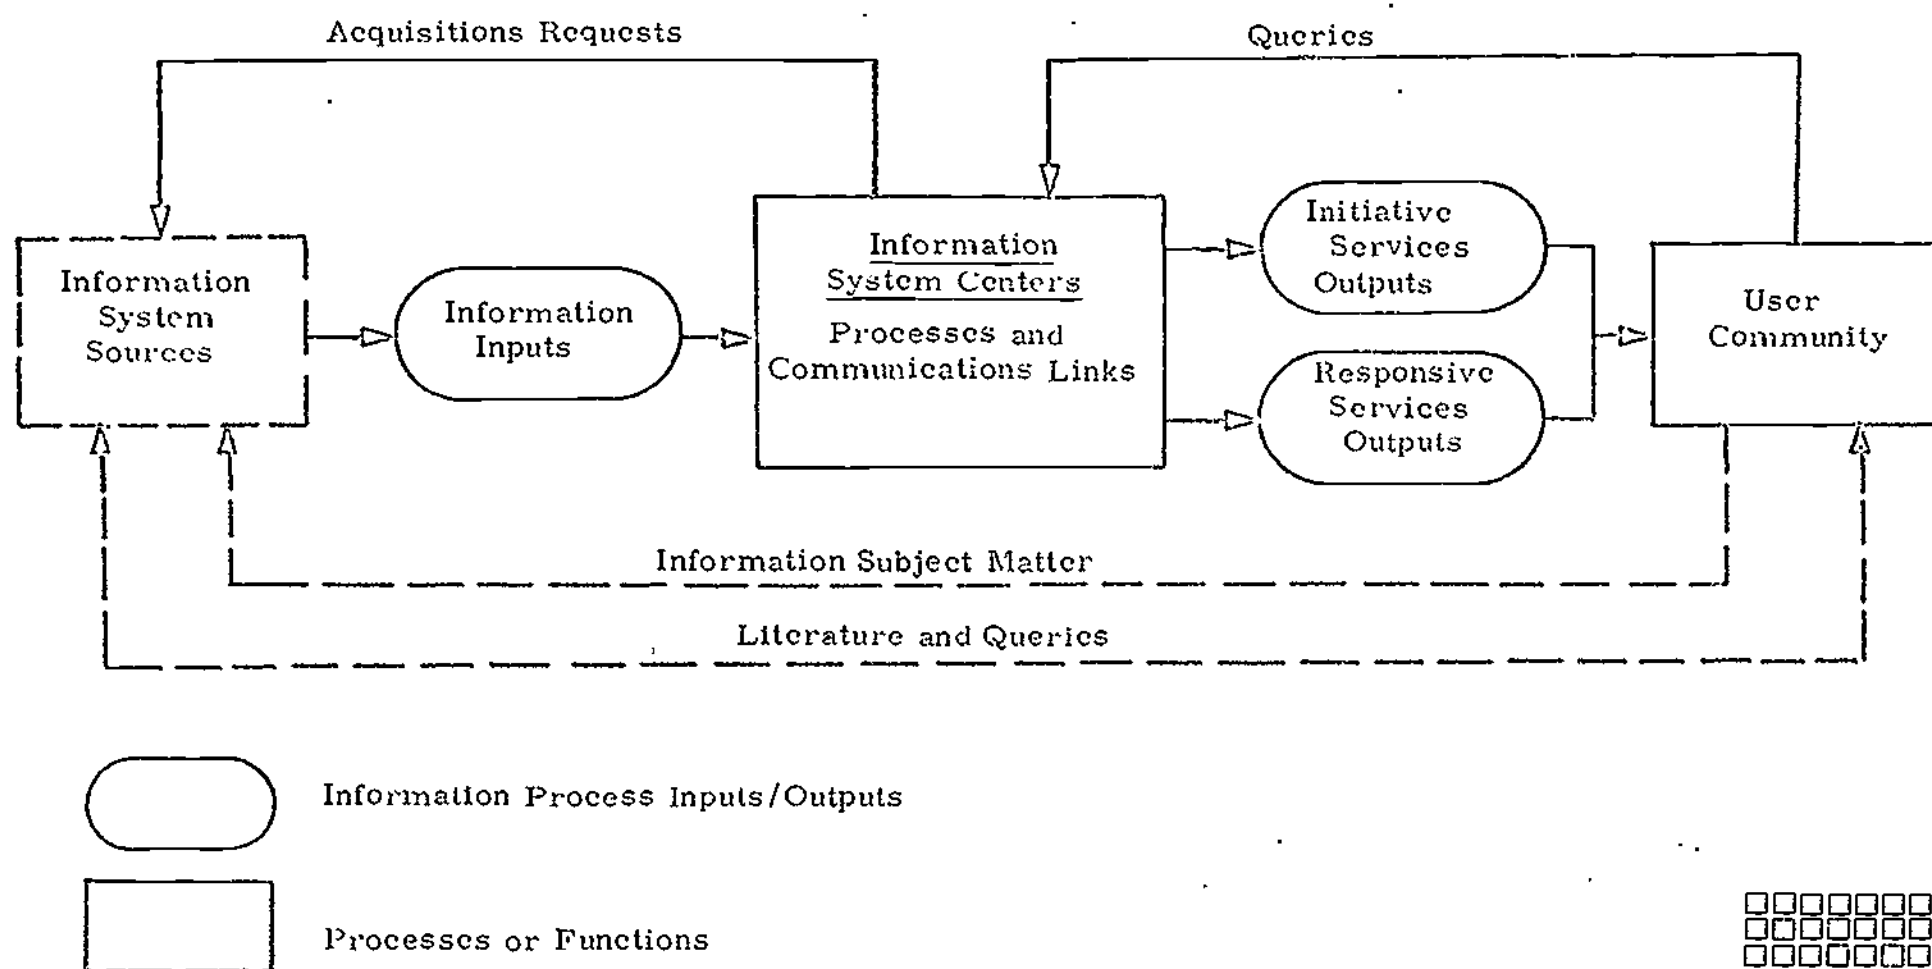 Acquisitions Requests
Queries
Information
System
Sources
Information
Inputs
Information
System Centers
Processes and
Communications Links
Initiative
Services
Outputs
Responsive
Services
Outputs
User
Community
Information Subject Matter
Literature and Queries
Information Process Inputs/Outputs
Processes or Functions